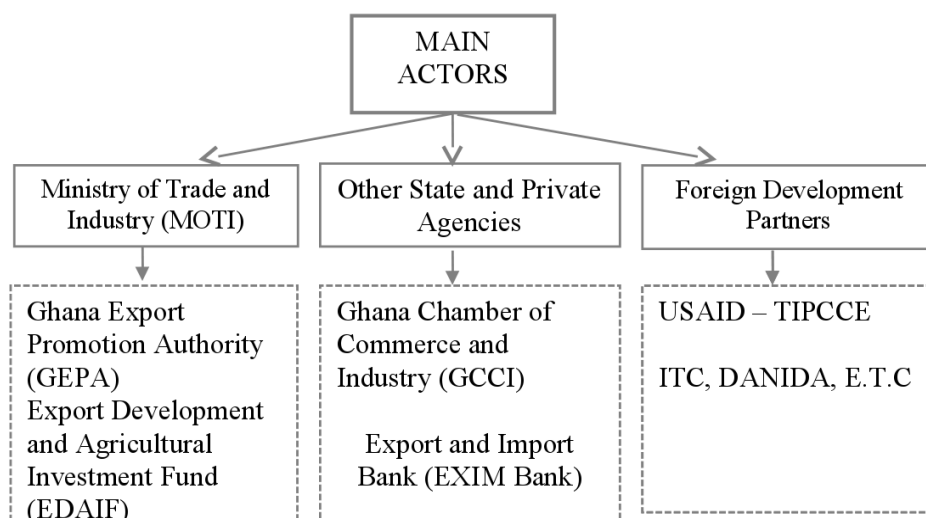 MAIN
ACTORS
Ministry of Trade and
Industry (MOTI)
Other State and Private
Agencies
Foreign Development
Partners
Ghana Export
Promotion Authority
(GEPA)
Export Development
and Agricultural
Investment Fund
(EDAIF)
Ghana Chamber of
Commerce and
Industry (GCCI)
Export and Import
Bank (EXIM Bank)
USAID – TIPCCE
ITC, DANIDA, E.T.C